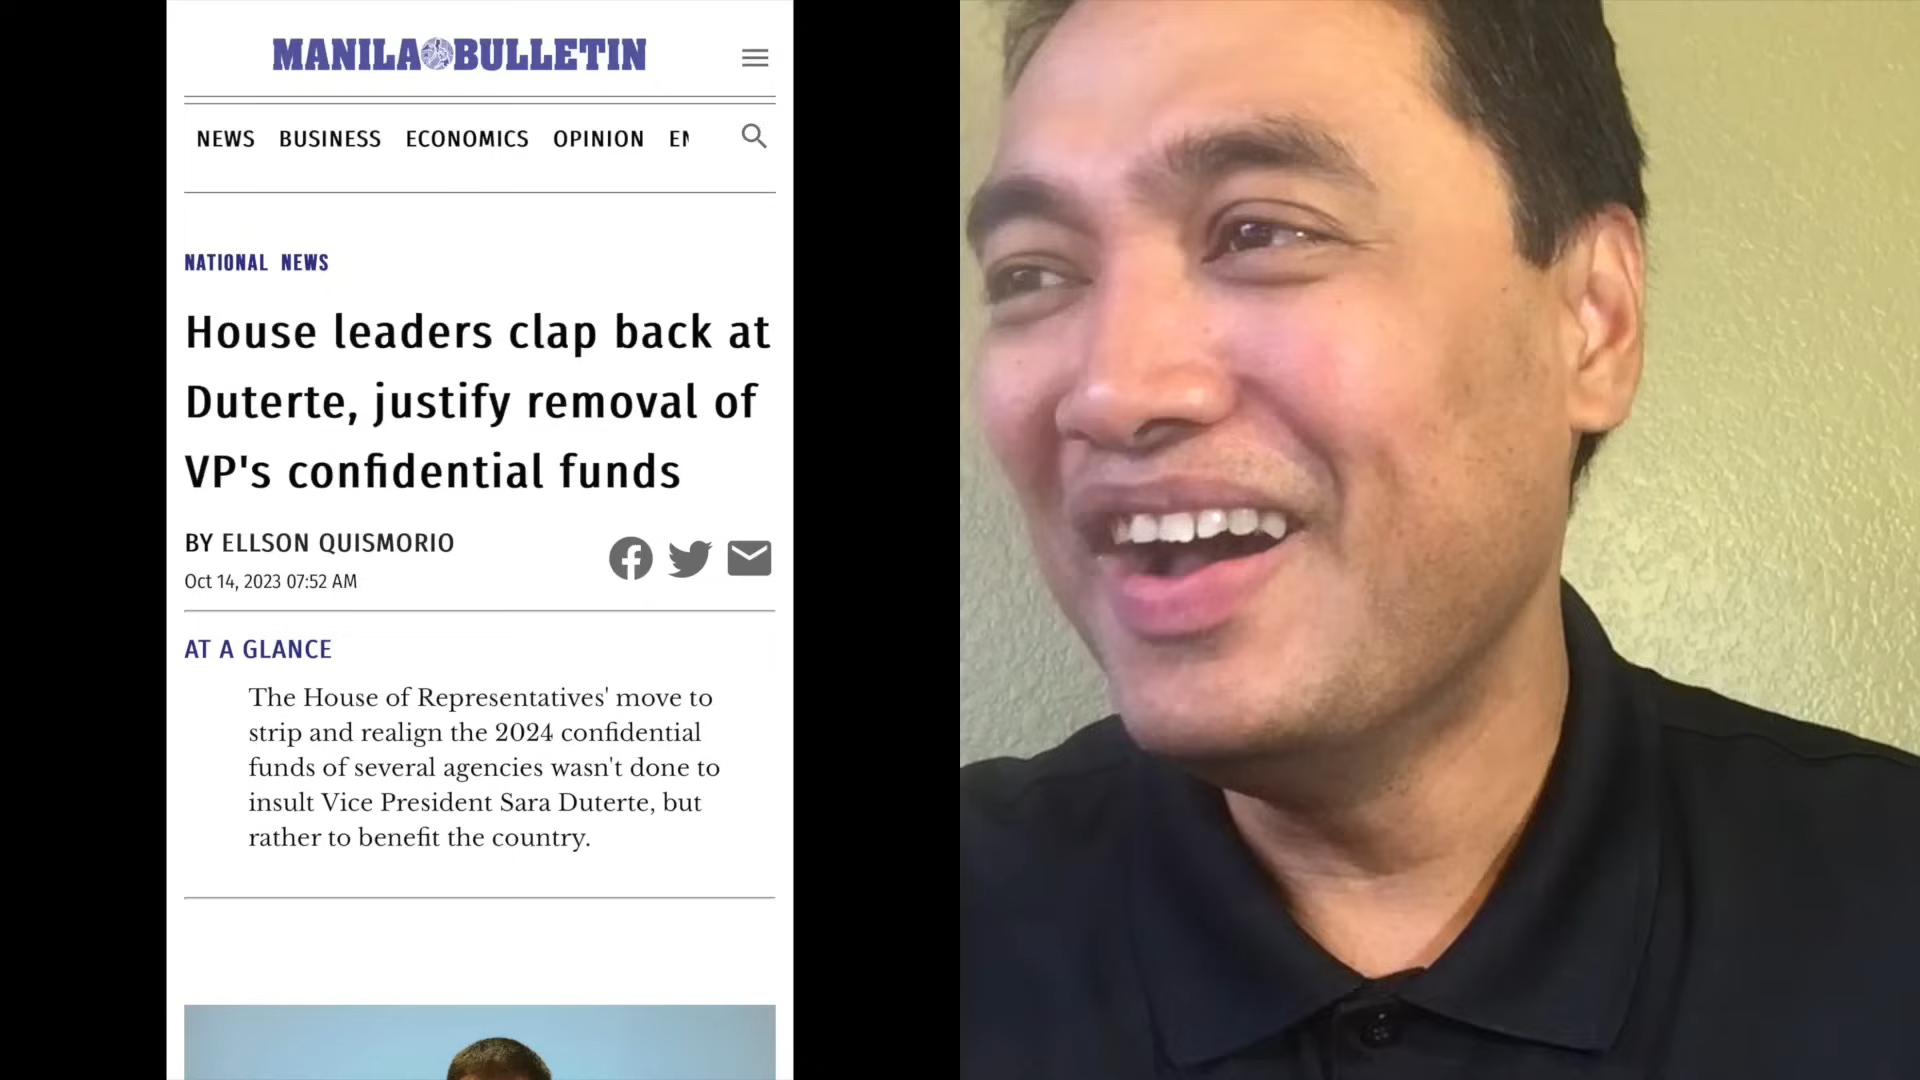 MANILA BULLETIN
NEWS BUSINESS ECONOMICS OPINION
NATIONAL NEWS
House leaders clap back at
Duterte, justify removal of
VP's confidential funds
BY ELLSON QUISMORIO
Oct 14, 2023 07:52 AM
AT A GLANCE
The House of Representatives' move to
strip and realign the 2024 confidential
funds of several agencies wasn't done to
insult Vice President Sara Duterte, but
rather to benefit the country.